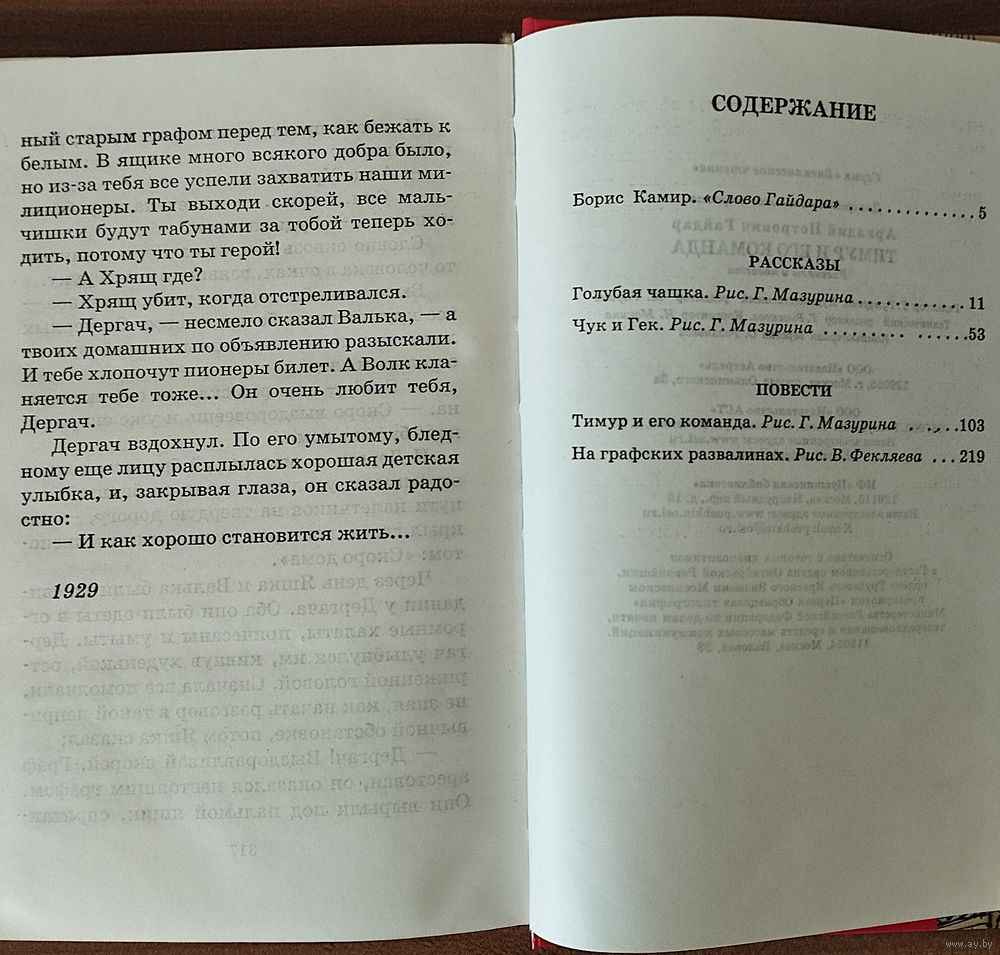 ный старым графом перед тем, как бежать к
белым. В ящике много всякого добра было,
но из-за тебя все успели захватить наши ми-
лиционеры. Ты выходи скорей, все маль-
чишки будут табунами за тобой теперь хо-
дить, потому что ты герой!
— А Хрящ где?
— Хрящ убит, когда отстреливался.
— Дергач, — несмело сказал Валька, — а
твоих домашних по объявлению разыскали.
И тебе хлопочут пионеры билет. А Волк кла-
няется тебе тоже... Он очень любит тебя,
Дергач.
Дергач вздохнул. По его умытому, блед-
ному еще лицу расплылась хорошая детская
улыбка, и, закрывая глаза, он сказал радо-
стно:
— И как хорошо становится жить...
1929
СОДЕРЖАНИЕ
Борис Камир. «Слово Гайдара» ..............5
РАССКАЗЫ
Голубая чашка. Рис. Г. Мазурина ............ 11
Чук и Гек. Рис. Г. Мазурина ................53
ПОВЕСТИ
Тимур и его команда. Рис. Г. Мазурина . ....103
На графских развалинах. Рис. В. Фекляева ...219
www.ay.by